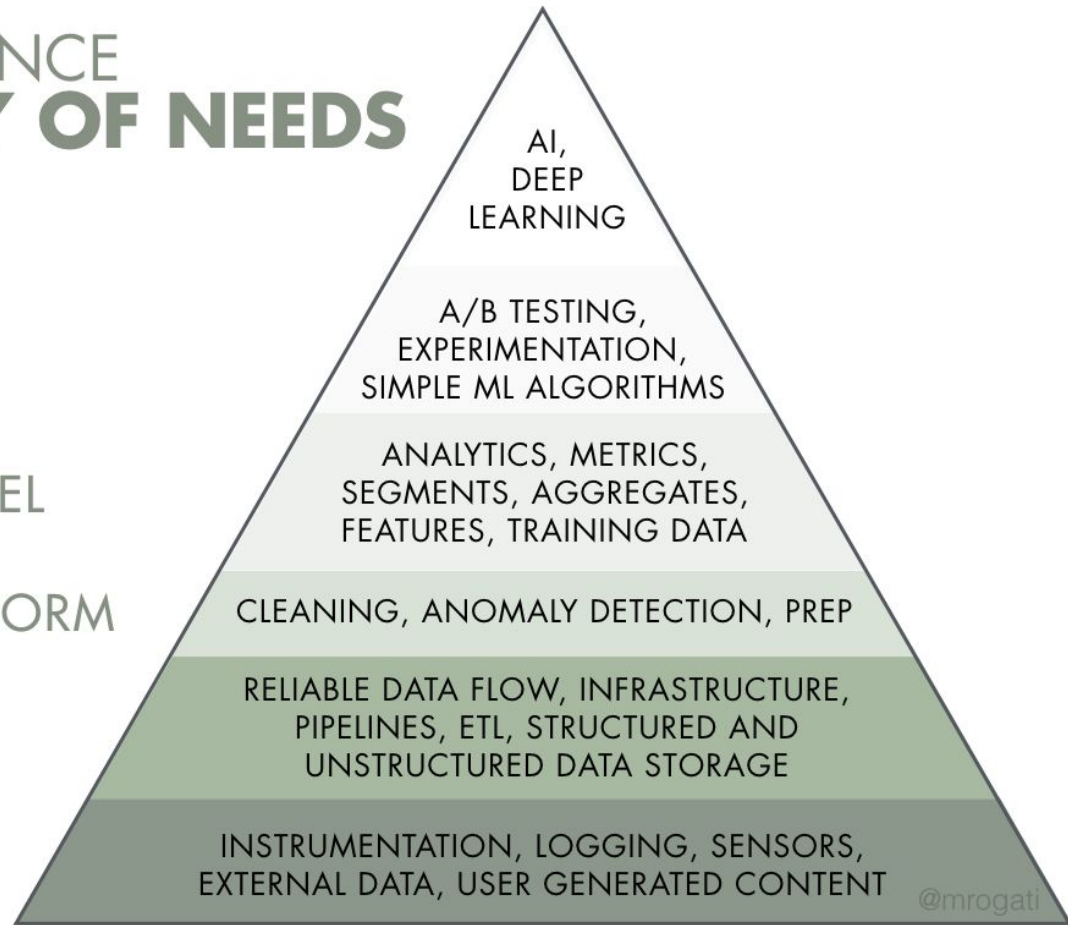 NCE
Y OF NEEDS
AI,
DEEP
LEARNING
A/B TESTING,
EXPERIMENTATION,
SIMPLE ML ALGORITHMS
ANALYTICS, METRICS,
SEGMENTS, AGGREGATES,
FEATURES, TRAINING DATA
EL
ORM
CLEANING, ANOMALY DETECTION, PREP
RELIABLE DATA FLOW, INFRASTRUCTURE,
PIPELINES, ETL, STRUCTURED AND
UNSTRUCTURED DATA STORAGE
INSTRUMENTATION, LOGGING, SENSORS,
EXTERNAL DATA, USER GENERATED CONTENT
@mrogati